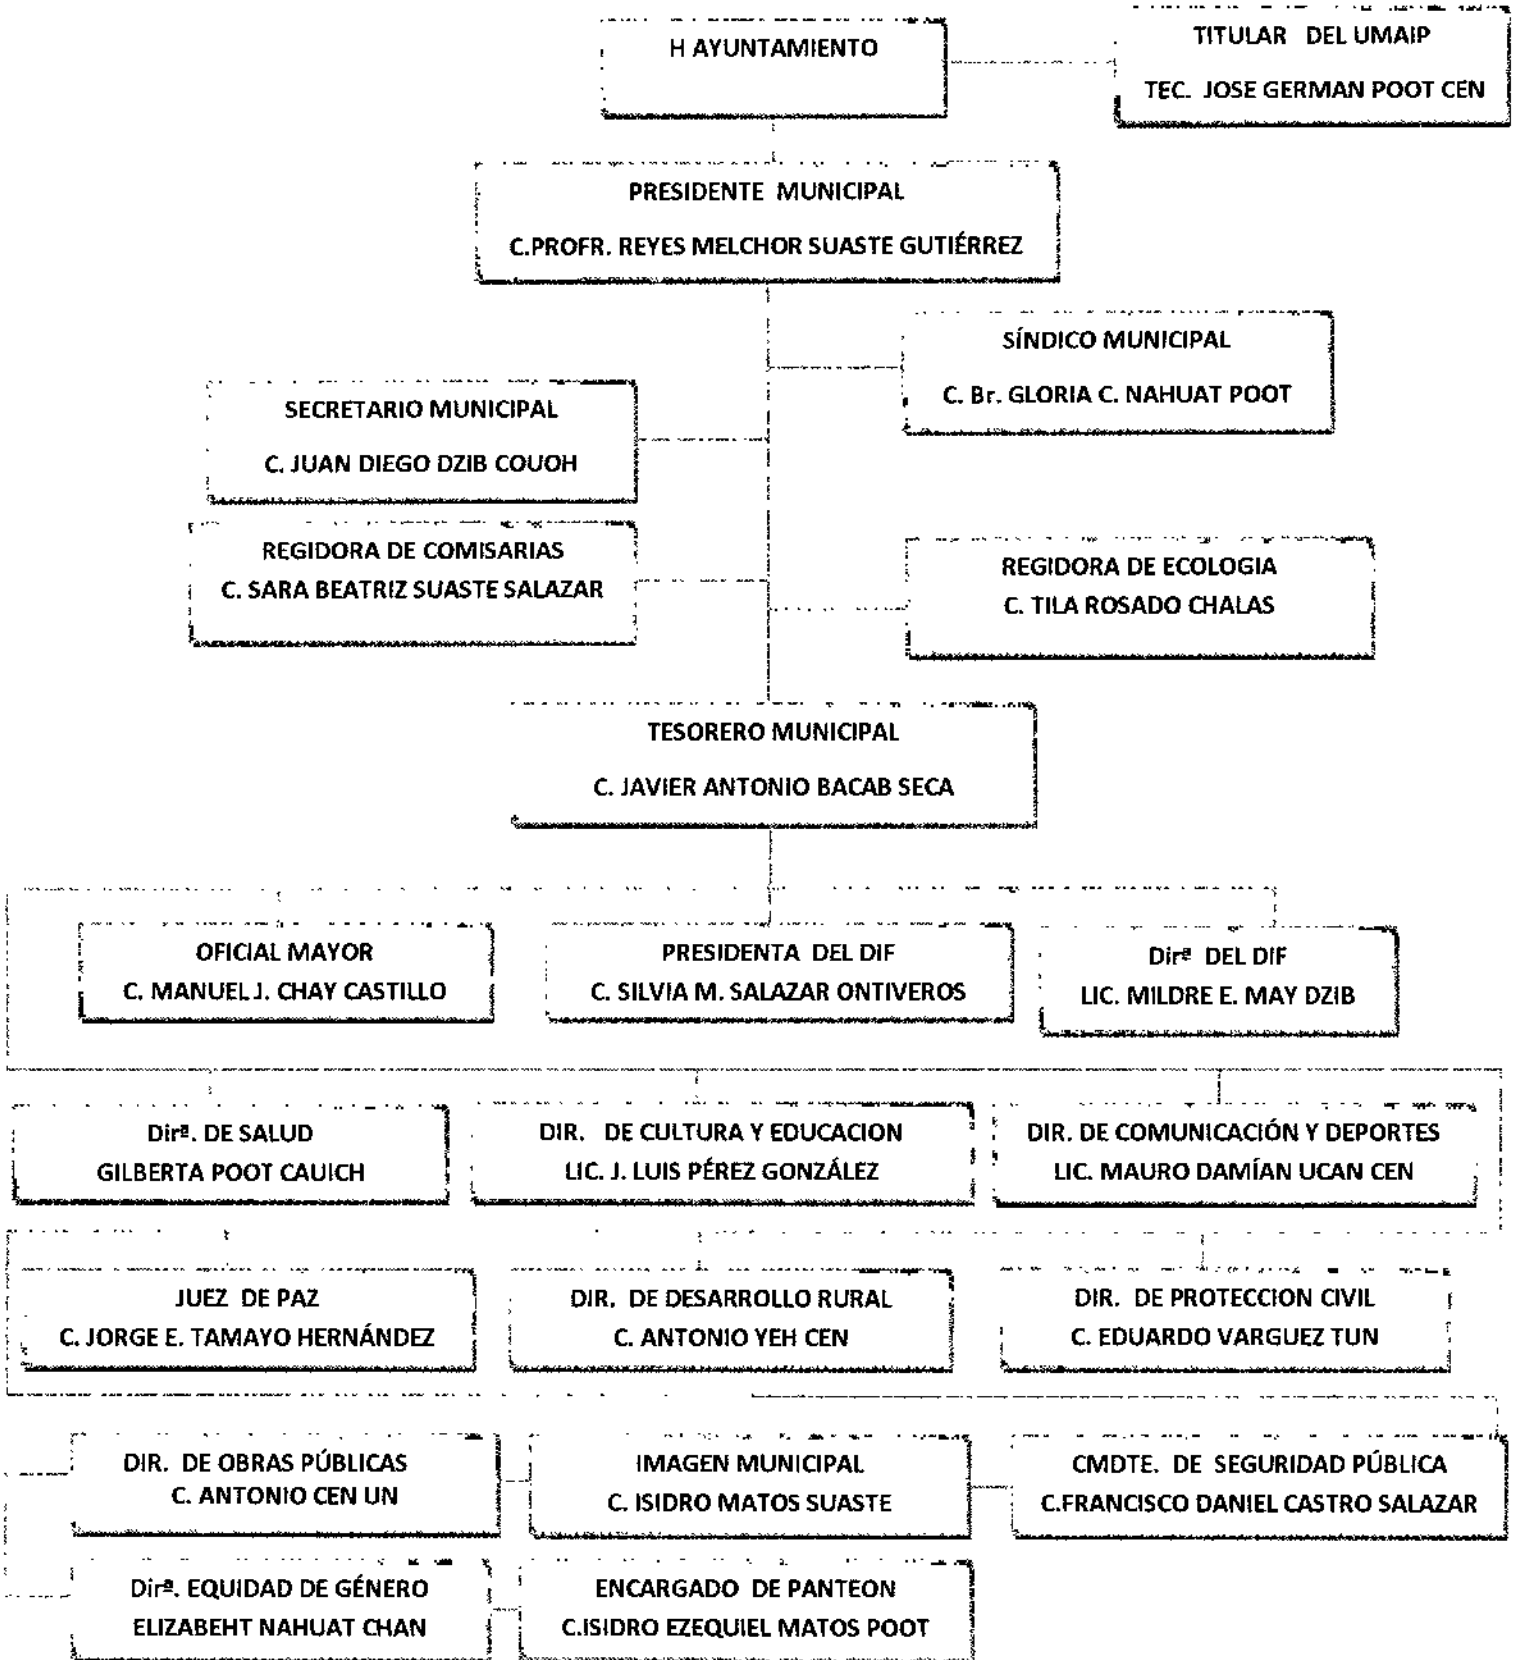 H AYUNTAMIENTO
TITULAR DEL UMAIP
TEC. JOSE GERMAN POOT CEN
PRESIDENTE MUNICIPAL
C.PROFR. REYES MELCHOR SUASTE GUTIÉRREZ
SÍNDICO MUNICIPAL
C. Br. GLORIA C. NAHUAT POOT
SECRETARIO MUNICIPAL
C. JUAN DIEGO DZIB COUOH
REGIDORA DE COMISARIAS
C. SARA BEATRIZ SUASTE SALAZAR
REGIDORA DE ECOLOGIA
C. TILA ROSADO CHALAS
TESORERO MUNICIPAL
C. JAVIER ANTONIO BACAB SECA
OFICIAL MAYOR
C. MANUEL J. CHAY CASTILLO
PRESIDENTA DEL DIF
C. SILVIA M. SALAZAR ONTIVEROS
Dirª DEL DIF
LIC. MILDRE E. MAY DZIB
Dirª. DE SALUD
GILBERTA POOT CAUICH
DIR. DE CULTURA Y EDUCACION
LIC. J. LUIS PÉREZ GONZÁLEZ
DIR. DE COMUNICACIÓN Y DEPORTES
LIC. MAURO DAMÍAN UCAN CEN
JUEZ DE PAZ
C. JORGE E. TAMAYO HERNÁNDEZ
DIR. DE DESARROLLO RURAL
C. ANTONIO YEH CEN
DIR. DE PROTECCION CIVIL
C. EDUARDO VARGUEZ TUN
DIR. DE OBRAS PÚBLICAS
C. ANTONIO CEN UN
IMAGEN MUNICIPAL
C. ISIDRO MATOS SUASTE
CMDTE. DE SEGURIDAD PÚBLICA
C.FRANCISCO DANIEL CASTRO SALAZAR
Dirª. EQUIDAD DE GÉNERO
ELIZABEHT NAHUAT CHAN
ENCARGADO DE PANTEON
C.ISIDRO EZEQUIEL MATOS POOT